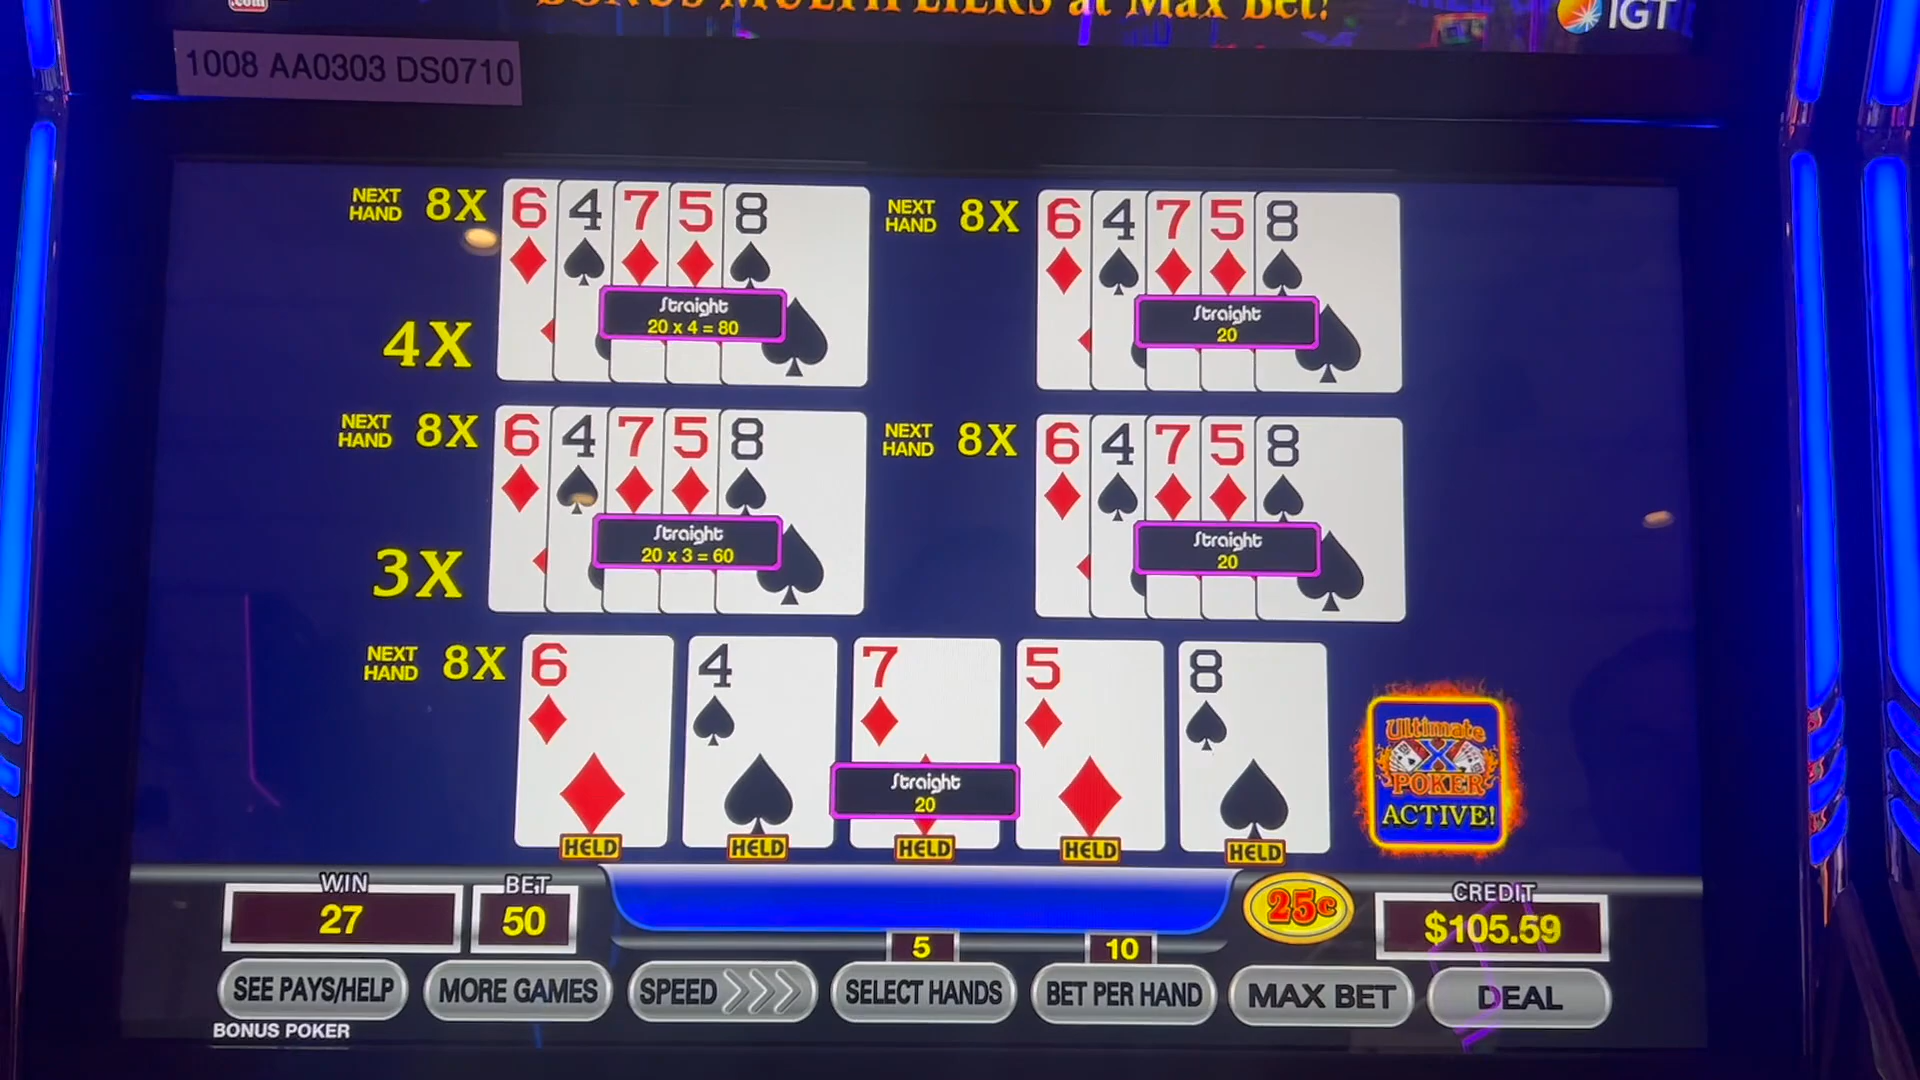 .com
BONUS MULTIPLIERS at Max Bet!
IGT
1008 AA0303 DS0710
NEXT HAND 8X
6 4 7 5 8
Straight
20 x 4 = 80
4X
NEXT HAND 8X
6 4 7 5 8
Straight
20
NEXT HAND 8X
6 4 7 5 8
Straight
20 x 3 = 60
3X
NEXT HAND 8X
6 4 7 5 8
Straight
20
NEXT HAND 8X
6 4 7 5 8
Straight
20
HELD HELD HELD HELD HELD
Ultimate
X
POKER
ACTIVE!
WIN
27
BET
50
25¢
CREDIT
$105.59
5
10
SEE PAYS/HELP
MORE GAMES
SPEED
SELECT HANDS
BET PER HAND
MAX BET
DEAL
BONUS POKER